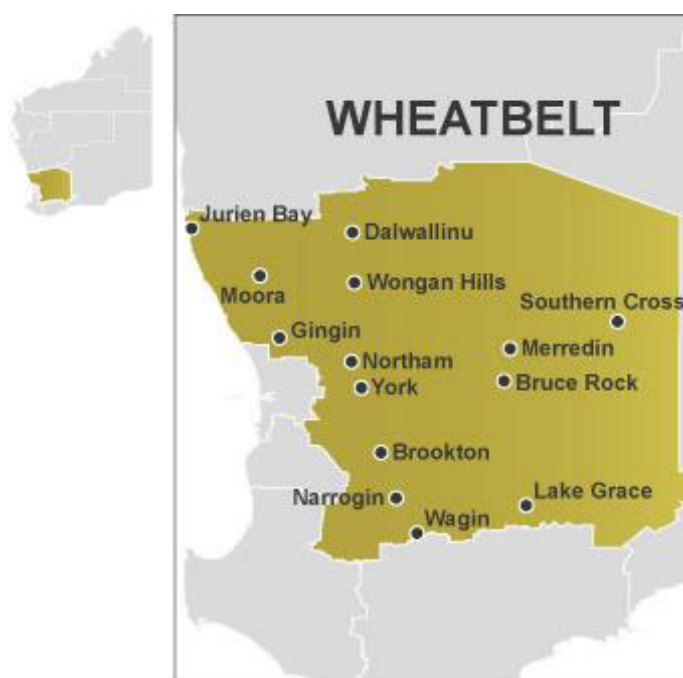 WHEATBELT
Jurien Bay
Dalwallinu
Moora
Wongan Hills
Southern Cross
Gingin
Merredin
Northam
Bruce Rock
York
Brookton
Narrogin
Lake Grace
Wagin